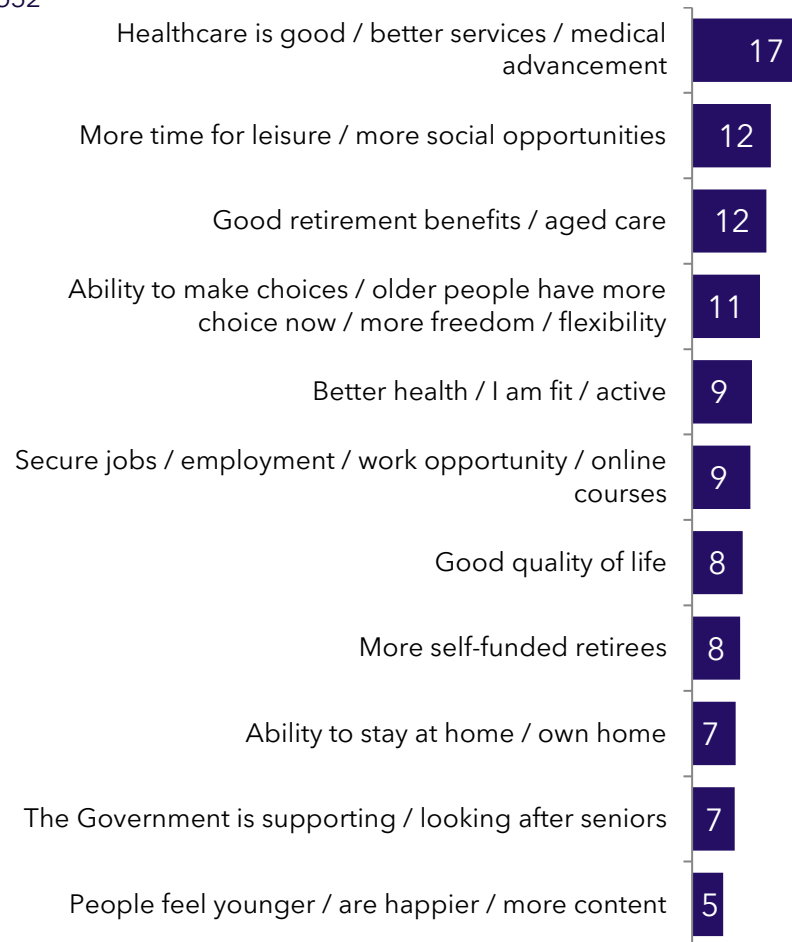 Healthcare is good / better services / medical
advancement
17
More time for leisure / more social opportunities
12
Good retirement benefits / aged care
12
Ability to make choices / older people have more
choice now / more freedom / flexibility
11
Better health / I am fit / active
9
Secure jobs / employment / work opportunity / online
courses
9
Good quality of life
8
More self-funded retirees
8
Ability to stay at home / own home
7
The Government is supporting / looking after seniors
7
People feel younger / are happier / more content
5